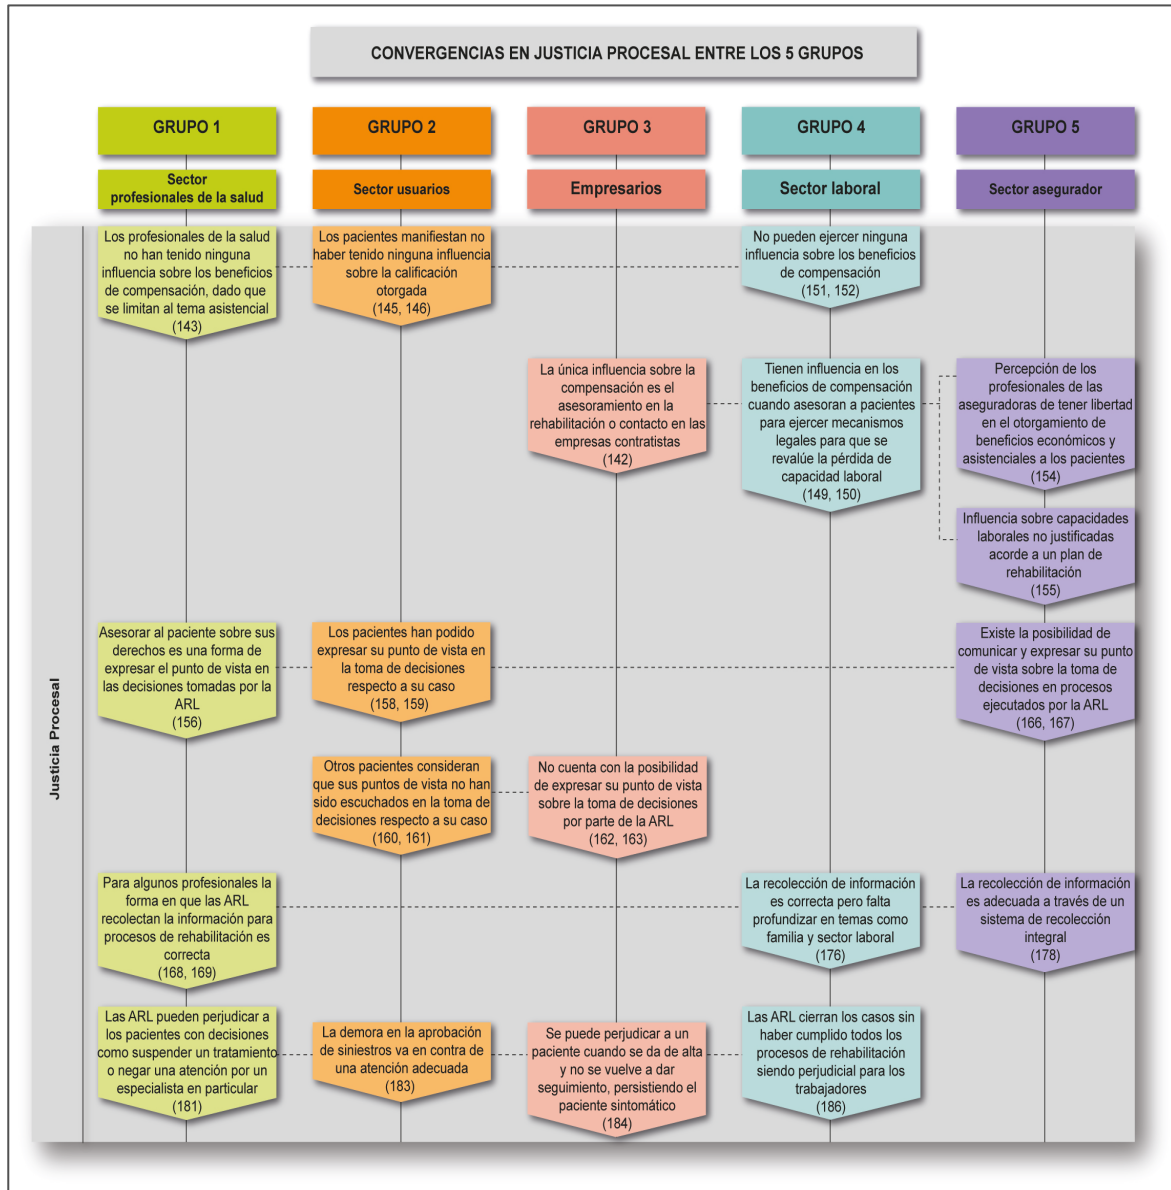 CONVERGENCIAS EN JUSTICIA PROCESAL ENTRE LOS 5 GRUPOS
GRUPO 1
GRUPO 2
GRUPO 3
GRUPO 4
GRUPO 5
Sector
profesionales de la salud
Sector usuarios
Empresarios
Sector laboral
Sector asegurador
Justicia Procesal
Los profesionales de la salud
no han tenido ninguna
influencia sobre los beneficios
de compensación, dado que
se limitan al tema asistencial
(143)
Los pacientes manifiestan no
haber tenido ninguna influencia
sobre la calificación
otorgada
(145, 146)
No pueden ejercer ninguna
influencia sobre los beneficios
de compensación
(151, 152)
La única influencia sobre la
compensación es el
asesoramiento en la
rehabilitación o contacto en las
empresas contratistas
(142)
Tienen influencia en los
beneficios de compensación
cuando asesoran a pacientes
para ejercer mecanismos
legales para que se
revalúe la pérdida de
capacidad laboral
(149, 150)
Percepción de los
profesionales de las
aseguradoras de tener libertad
en el otorgamiento de
beneficios económicos y
asistenciales a los pacientes
(154)
Influencia sobre capacidades
laborales no justificadas
acorde a un plan de
rehabilitación
(155)
Asesorar al paciente sobre sus
derechos es una forma de
expresar el punto de vista en
las decisiones tomadas por la
ARL
(156)
Los pacientes han podido
expresar su punto de vista en
la toma de decisiones
respecto a su caso
(158, 159)
Existe la posibilidad de
comunicar y expresar su punto
de vista sobre la toma de
decisiones en procesos
ejecutados por la ARL
(166, 167)
Otros pacientes consideran
que sus puntos de vista no han
sido escuchados en la toma de
decisiones respecto a su caso
(160, 161)
No cuenta con la posibilidad
de expresar su punto de vista
sobre la toma de decisiones
por parte de la ARL
(162, 163)
Para algunos profesionales la
forma en que las ARL
recolectan la información para
procesos de rehabilitación es
correcta
(168, 169)
La recolección de información
es correcta pero falta
profundizar en temas como
familia y sector laboral
(176)
La recolección de información
es adecuada a través de un
sistema de recolección
integral
(178)
Las ARL pueden perjudicar a
los pacientes con decisiones
como suspender un tratamiento
o negar una atención por un
especialista en particular
(181)
La demora en la aprobación
de siniestros va en contra de
una atención adecuada
(183)
Se puede perjudicar a un
paciente cuando se da de alta
y no se vuelve a dar
seguimiento, persistiendo el
paciente sintomático
(184)
Las ARL cierran los casos sin
haber cumplido todos los
procesos de rehabilitación
siendo perjudicial para los
trabajadores
(186)